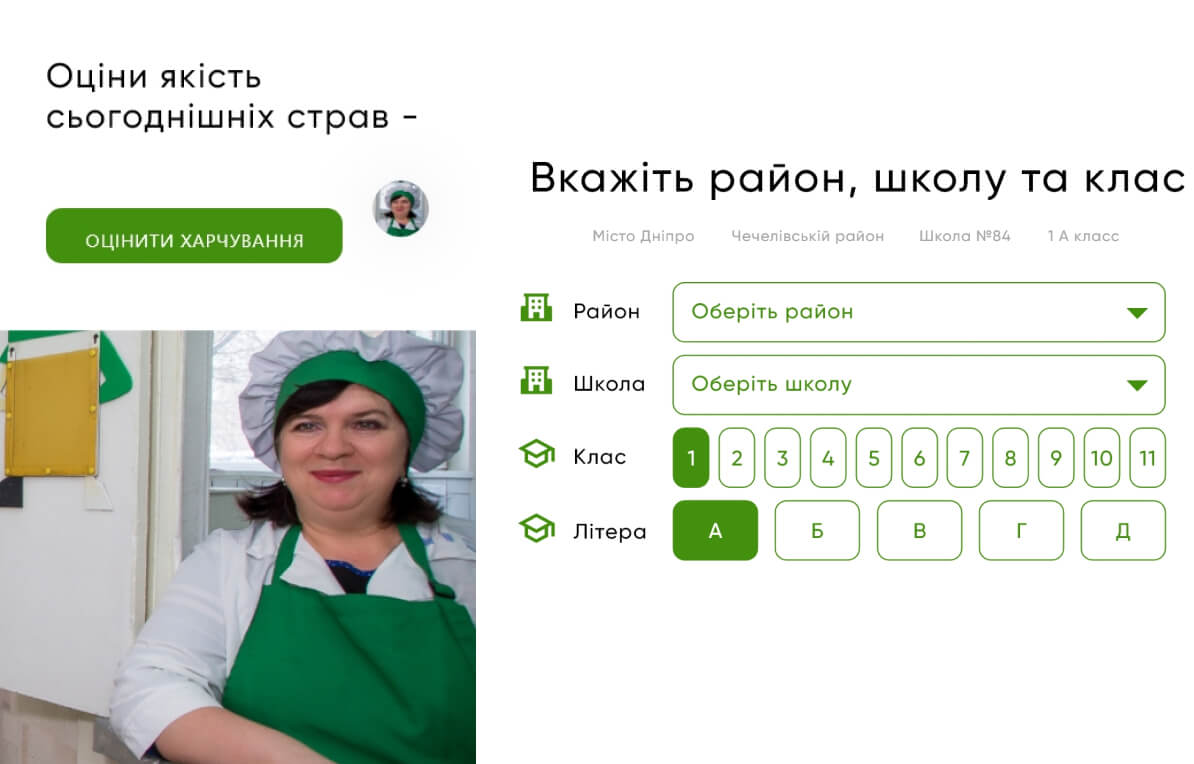 Оціни якість
сьогоднішніх страв -
ОЦІНИТИ ХАРЧУВАННЯ
Вкажіть район, школу та клас
Місто Дніпро Чечелівській район Школа №84 1 А класс
Район Оберіть район
Школа Оберіть школу
Клас 1 2 3 4 5 6 7 8 9 10 11
Літера А Б В Г Д